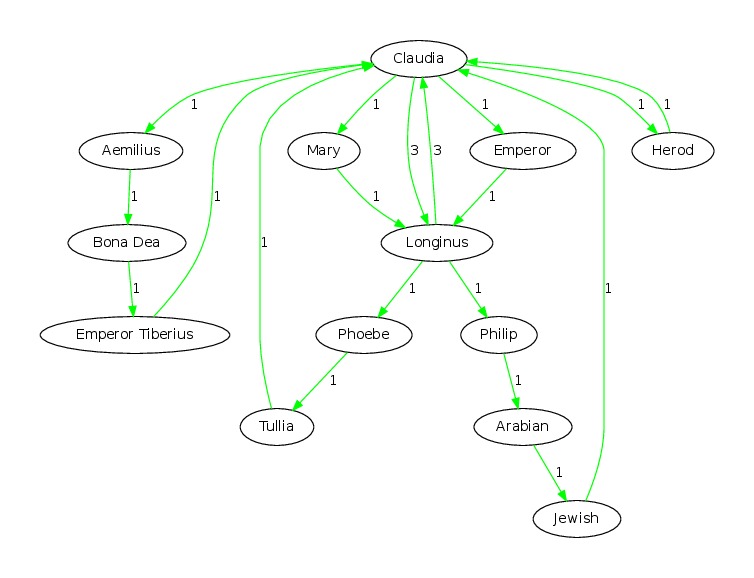 Claudia
1
1
1
1
1
Aemilius
Mary
3
3
Emperor
Herod
1
1
1
1
Bona Dea
1
Longinus
1
1
1
1
Emperor Tiberius
Phoebe
Philip
1
1
Tullia
Arabian
1
Jewish